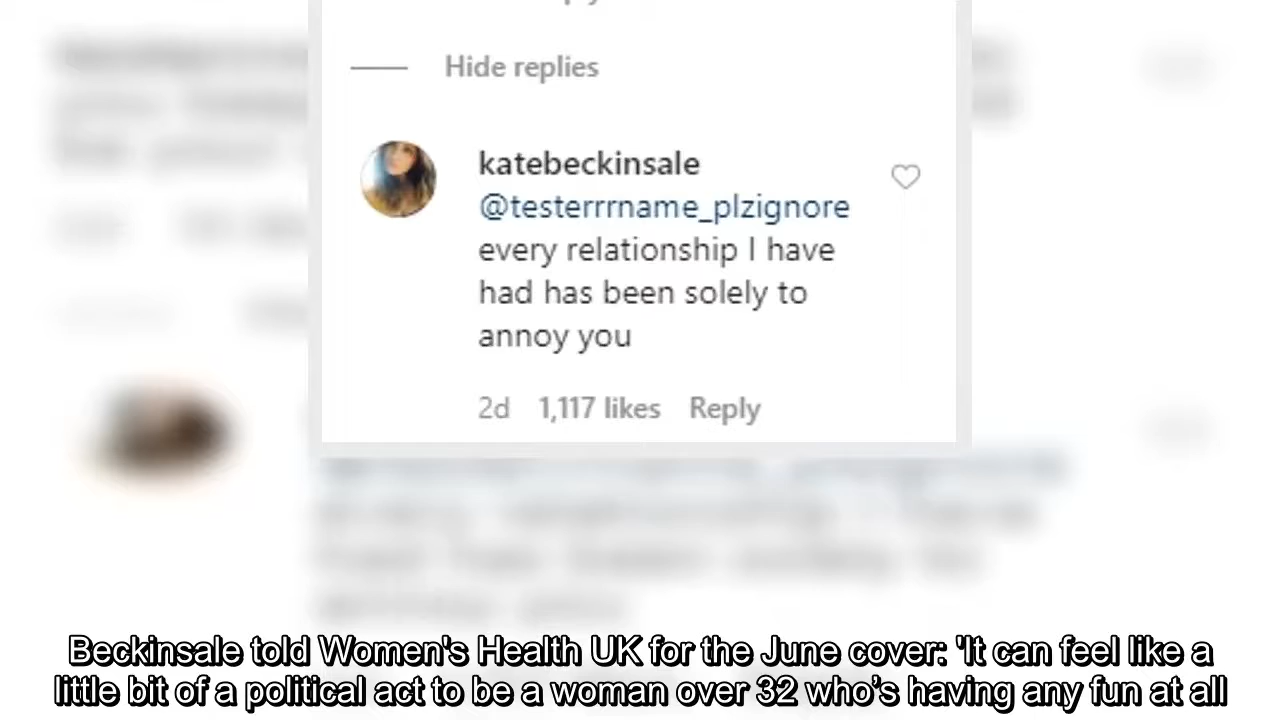 Hide replies
katebeckinsale
@testerrrname_plzignore
every relationship I have
had has been solely to
annoy you
2d 1,117 likes Reply
Beckinsale told Women's Health UK for the June cover: 'It can feel like a
little bit of a political act to be a woman over 32 who’s having any fun at all